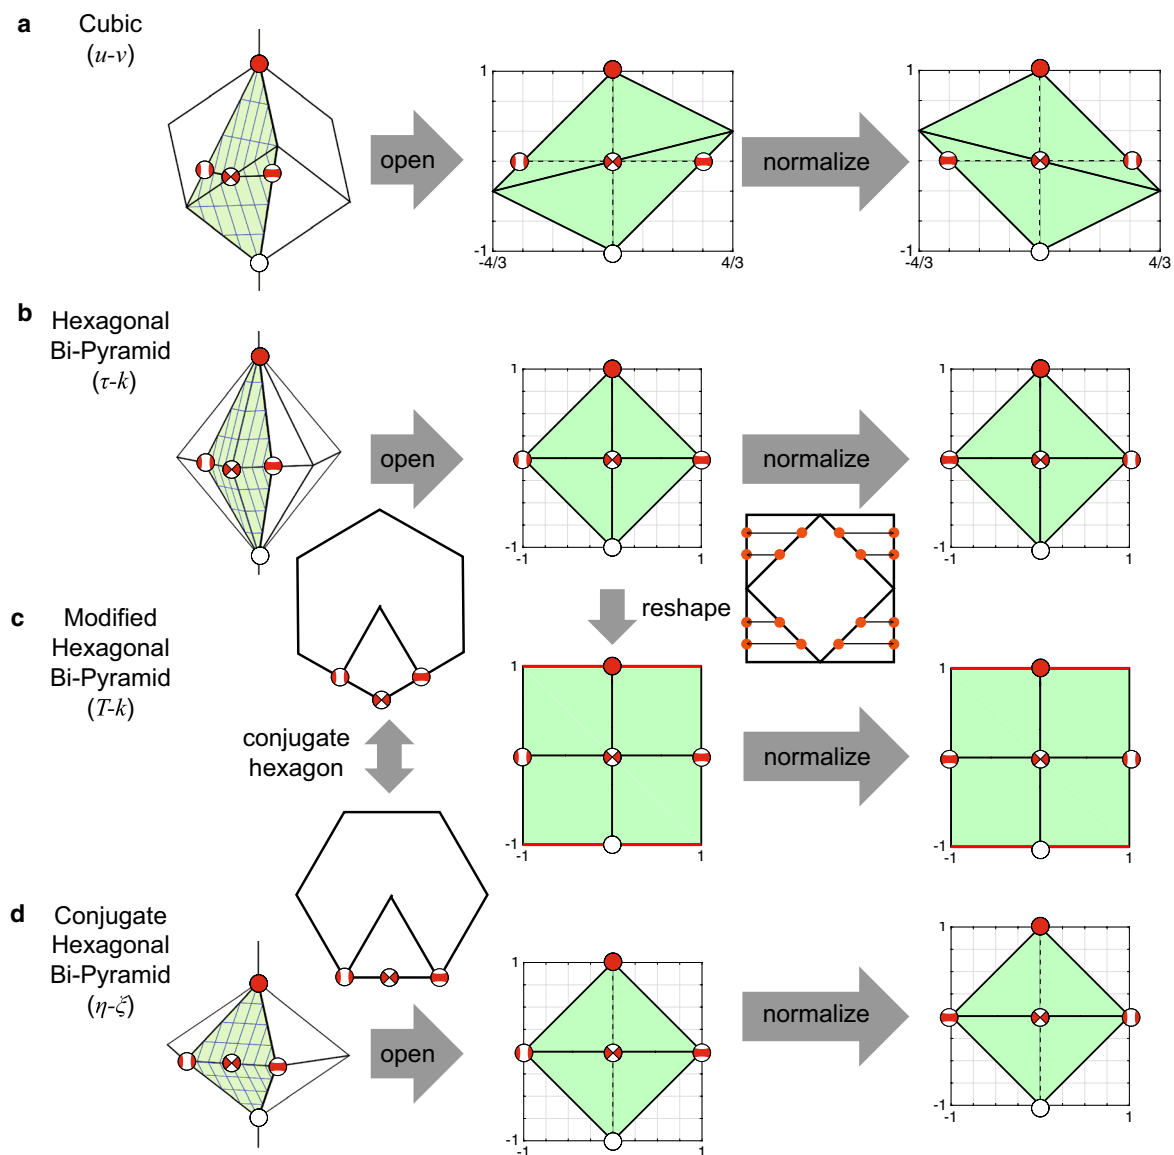 a
Cubic
(u-v)
open
1
-1
-4/3
4/3
normalize
1
-1
-4/3
4/3
b
Hexagonal
Bi-Pyramid
(τ-k)
open
1
-1
-1
1
normalize
1
-1
-1
1
reshape
c
Modified
Hexagonal
Bi-Pyramid
(T-k)
conjugate
hexagon
1
-1
-1
1
normalize
1
-1
-1
1
d
Conjugate
Hexagonal
Bi-Pyramid
(η-ξ)
open
1
-1
-1
1
normalize
1
-1
-1
1